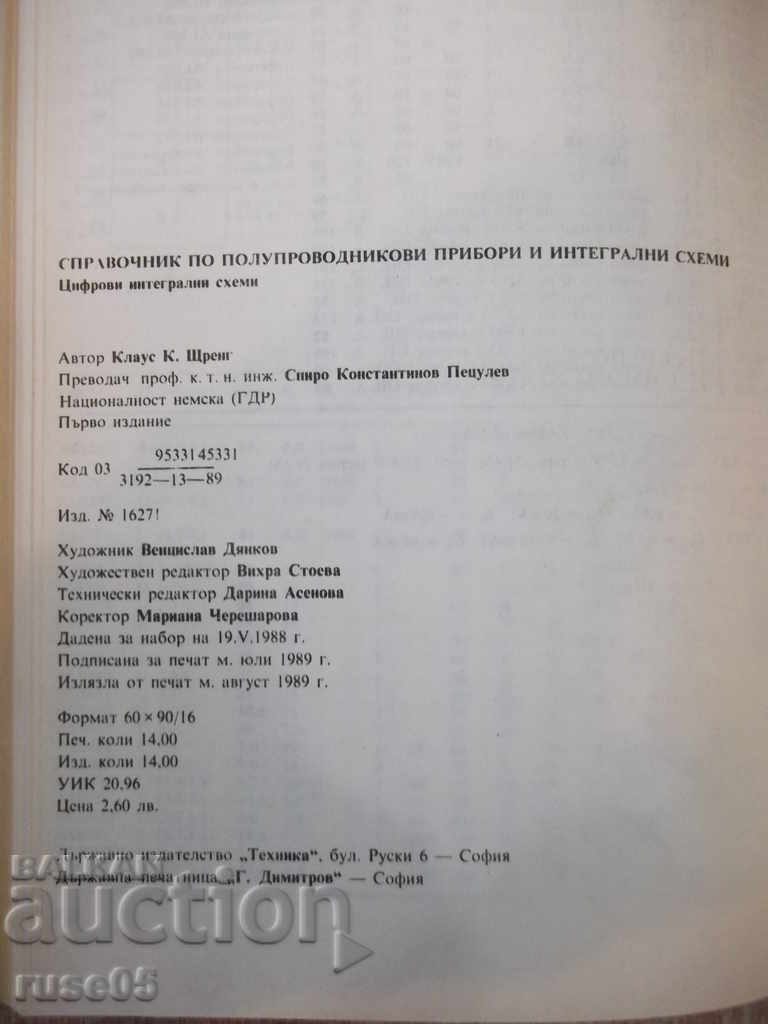 СПРАВОЧНИК ПО ПОЛУПРОВОДНИКОВИ ПРИБОРИ И ИНТЕГРАЛНИ СХЕМИ
Цифрови интегрални схеми
Автор Клаус К. Щренг
Преводач проф. к. т. н. инж. Спиро Константинов Пецулев
Националност немска (ГДР)
Първо издание
Код 03 9533145331
3192—13—89
Изд. № 16271
Художник Венцислав Дянков
Художествен редактор Вихра Стоева
Технически редактор Дарина Асенова
Коректор Мариана Черешарова
Дадена за набор на 19.V.1988 г.
Подписана за печат м. юли 1989 г.
Излязла от печат м. август 1989 г.
Формат 60 × 90/16
Печ. коли 14,00
Изд. коли 14,00
УИК 20,96
Цена 2,60 лв.
Държавно издателство „Техника“, бул. Руски 6 — София
Държавна печатница „Г. Димитров“ — София
BALKAN
auction
ruse05